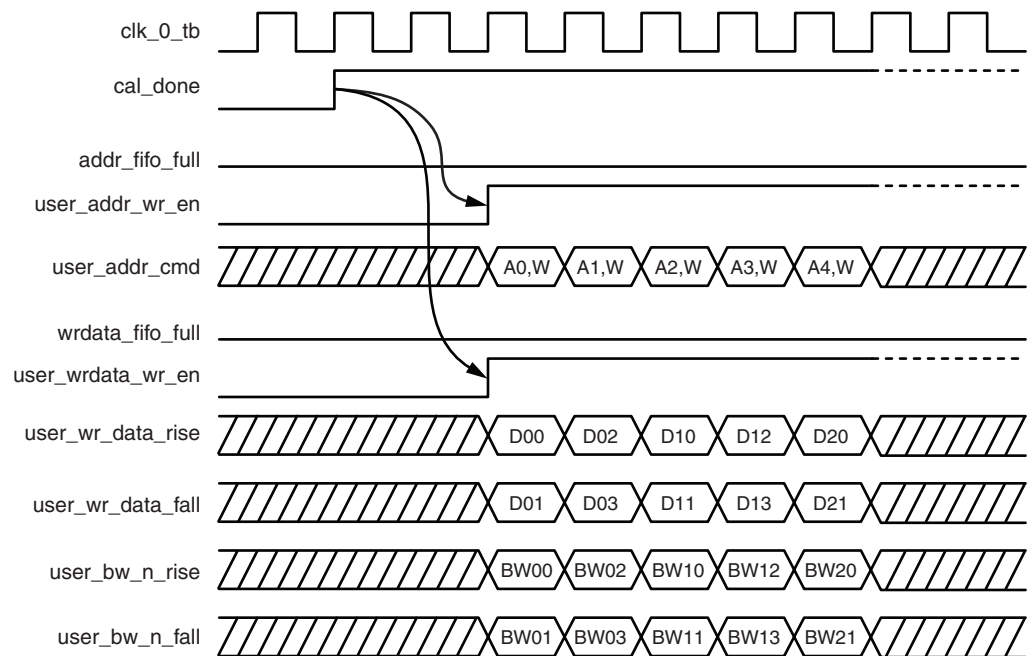 clk_0_tb
cal_done
addr_fifo_full
user_addr_wr_en
user_addr_cmd A0,W A1,W A2,W A3,W A4,W
wrdata_fifo_full
user_wrdata_wr_en
user_wr_data_rise D00 D02 D10 D12 D20
user_wr_data_fall D01 D03 D11 D13 D21
user_bw_n_rise BW00 BW02 BW10 BW12 BW20
user_bw_n_fall BW01 BW03 BW11 BW13 BW21